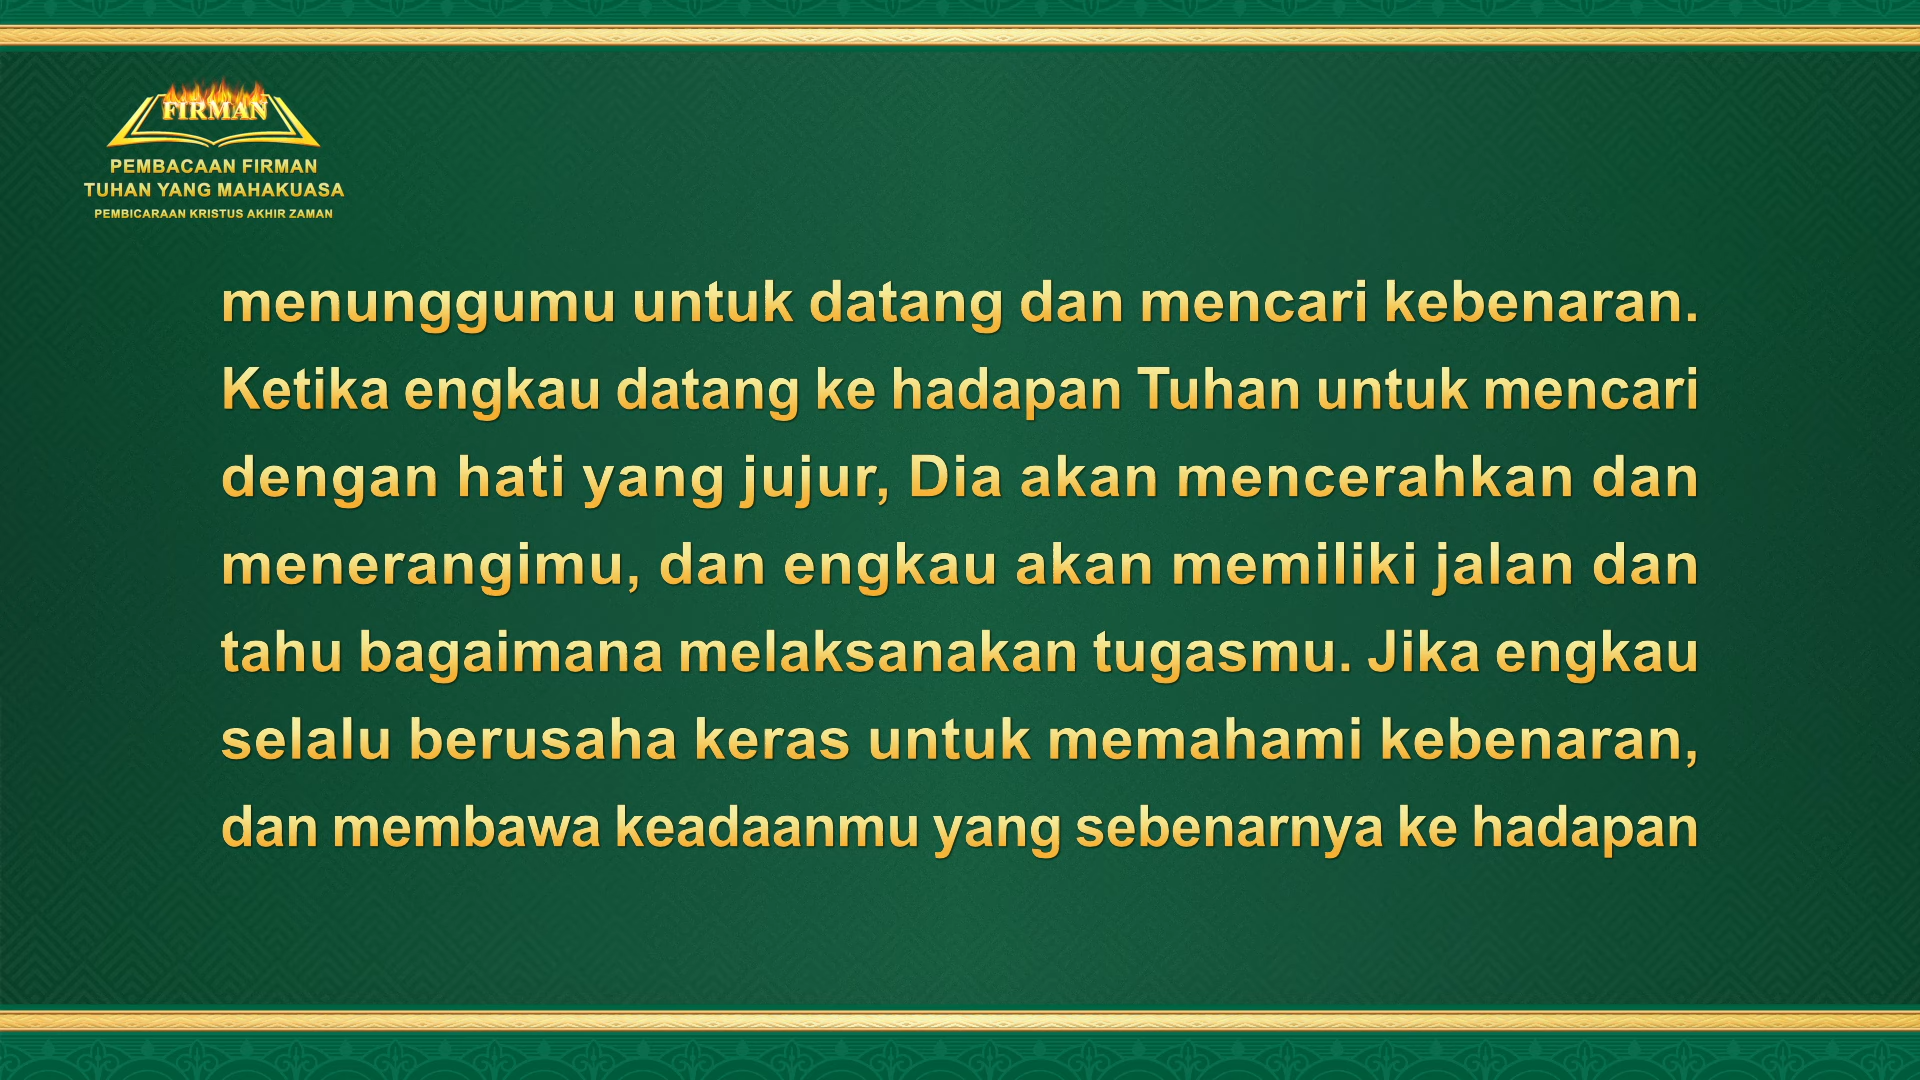 FIRMAN
PEMBACAAN FIRMAN
TUHAN YANG MAHAKUASA
PEMBICARAAN KRISTUS AKHIR ZAMAN
menunggumu untuk datang dan mencari kebenaran.
Ketika engkau datang ke hadapan Tuhan untuk mencari
dengan hati yang jujur, Dia akan mencerahkan dan
menerangimu, dan engkau akan memiliki jalan dan
tahu bagaimana melaksanakan tugasmu. Jika engkau
selalu berusaha keras untuk memahami kebenaran,
dan membawa keadaanmu yang sebenarnya ke hadapan